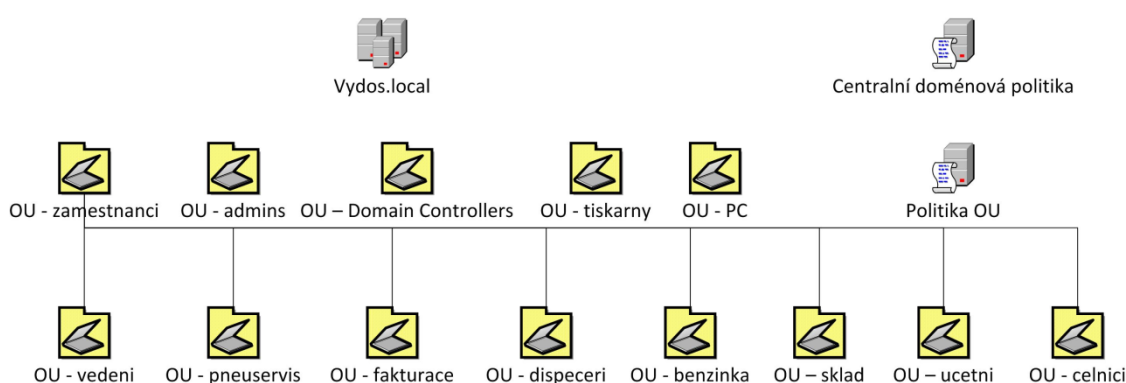 Vydos.local
Centralní doménová politika
OU - zamestnanci
OU - admins
OU – Domain Controllers
OU - tiskarny
OU - PC
Politika OU
OU - vedeni
OU - pneuservis
OU - fakturace
OU - dispeceri
OU - benzinka
OU – sklad
OU – ucetni
OU - celnici